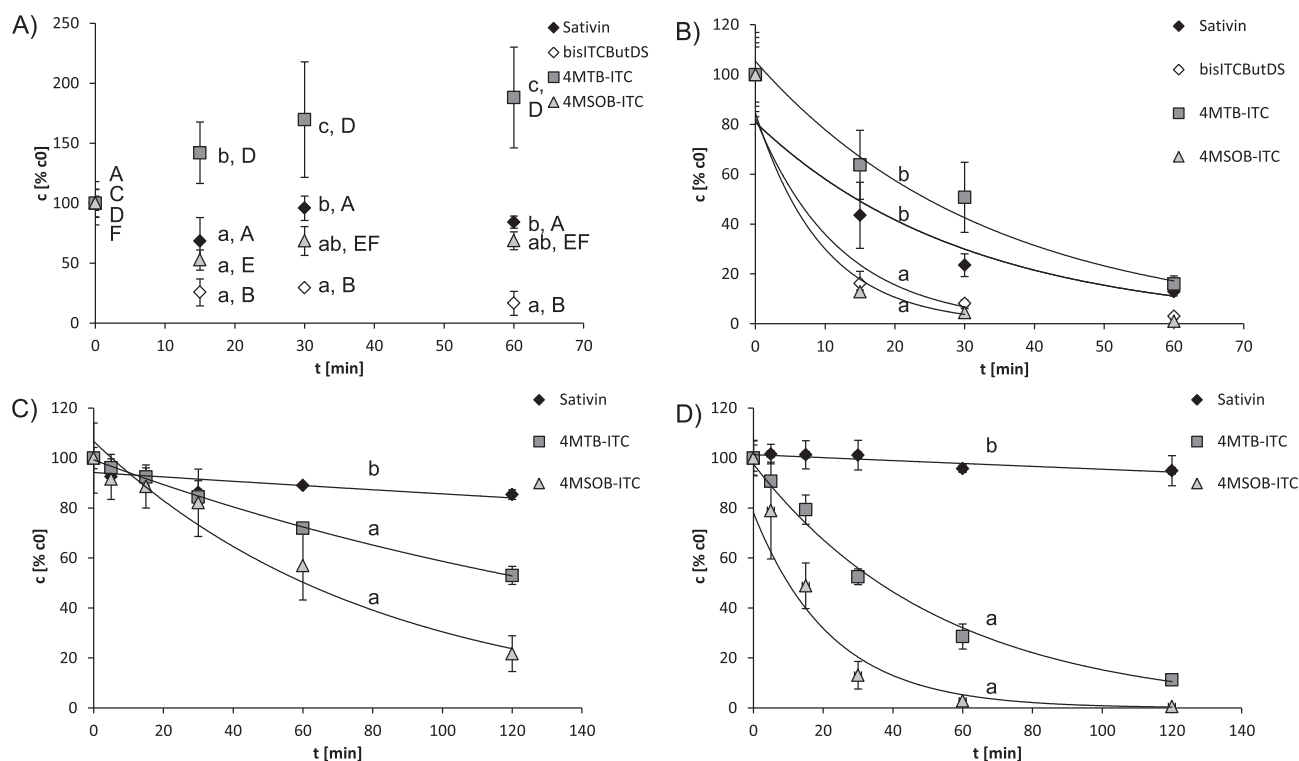 A)
250
200
150
100
50
0
c [% c0]
0 10 20 30 40 50 60 70
t [min]
Sativin
bisITCButDS
4MTB-ITC
4MSOB-ITC
A
C
D
F
b, D
a, A
a, E
a, B
c, D
b, A
ab, EF
a, B
c,
D
b, A
ab, EF
a, B
B)
120
100
80
60
40
20
0
c [% c0]
0 10 20 30 40 50 60 70
t [min]
Sativin
bisITCButDS
4MTB-ITC
4MSOB-ITC
b
b
a
a
C)
120
100
80
60
40
20
0
c [% c0]
0 20 40 60 80 100 120 140
t [min]
Sativin
4MTB-ITC
4MSOB-ITC
b
a
a
D)
120
100
80
60
40
20
0
c [% c0]
0 20 40 60 80 100 120 140
t [min]
Sativin
4MTB-ITC
4MSOB-ITC
b
a
a